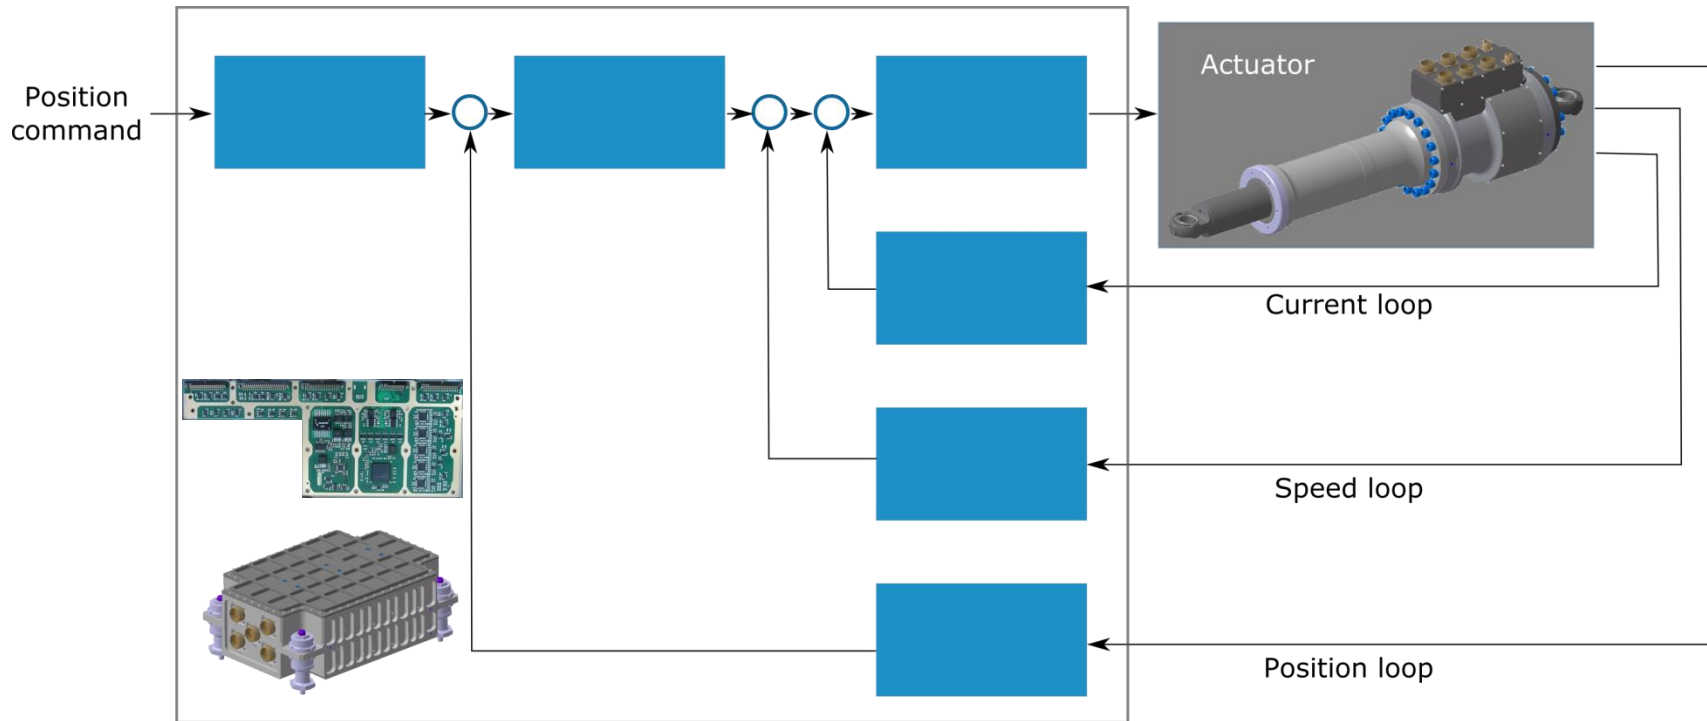 Position
command
Actuator
Current loop
Speed loop
Position loop